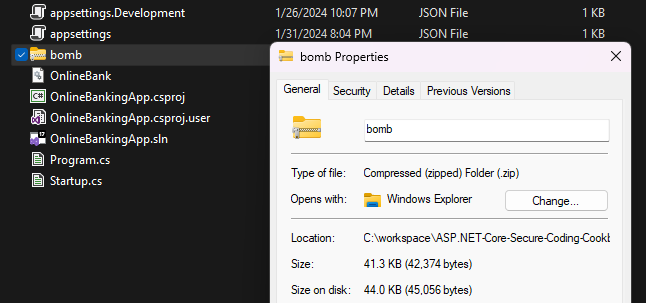 appsettings.Development 1/26/2024 10:07 PM JSON File 1 KB
appsettings 1/31/2024 8:04 PM JSON File 1 KB
bomb
OnlineBank
OnlineBankingApp.csproj
OnlineBankingApp.csproj.user
OnlineBankingApp.sln
Program.cs
Startup.cs
bomb Properties
General Security Details Previous Versions
bomb
Type of file: Compressed (zipped) Folder (.zip)
Opens with: Windows Explorer Change...
Location: C:\workspace\ASP.NET-Core-Secure-Coding-Cookb
Size: 41.3 KB (42,374 bytes)
Size on disk: 44.0 KB (45,056 bytes)